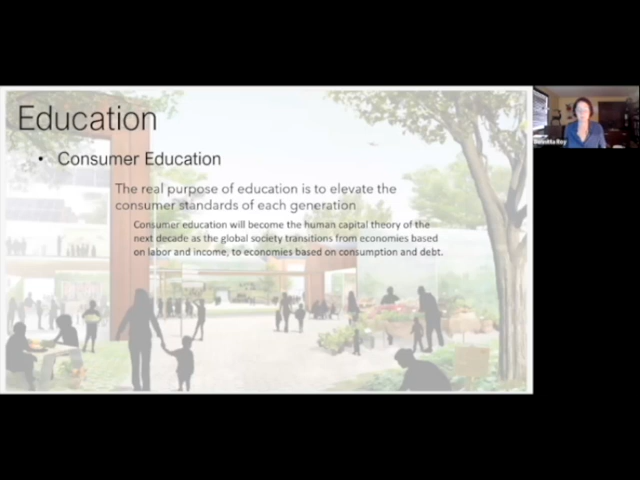 Education
• Consumer Education
The real purpose of education is to elevate the
consumer standards of each generation
Consumer education will become the human capital theory of the
next decade as the global society transitions from economies based
on labor and income, to economies based on consumption and debt.
Roy